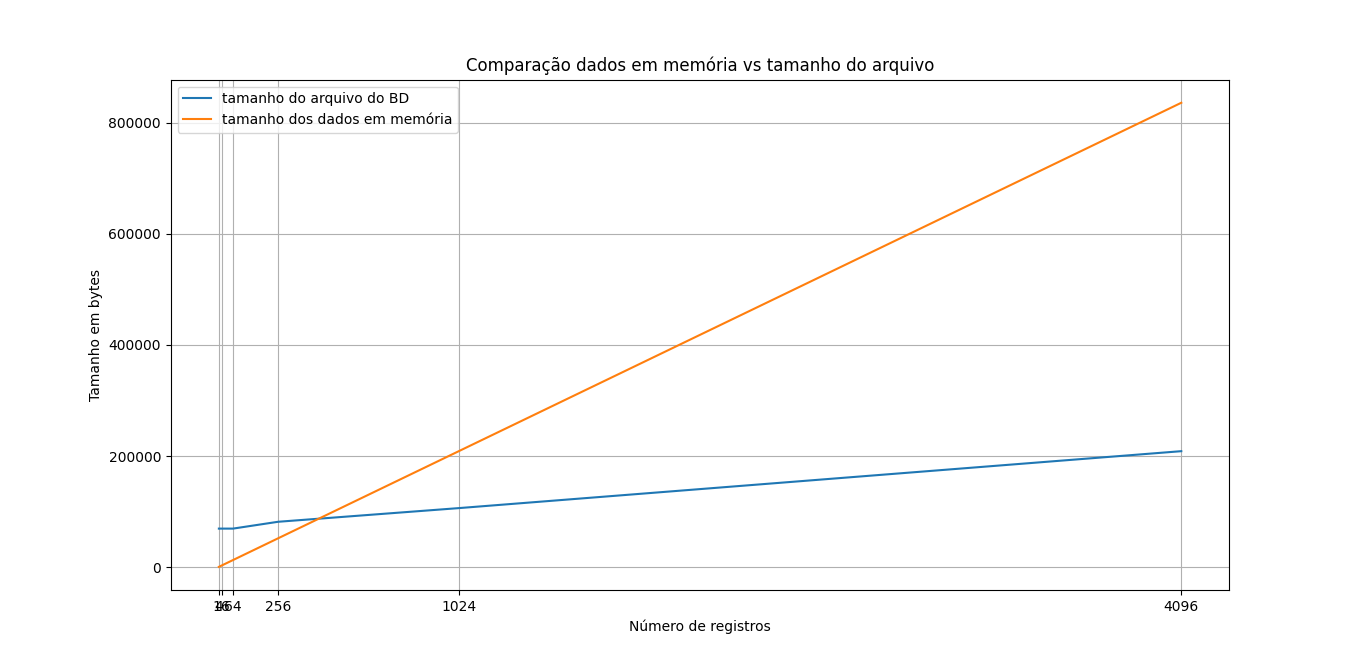 Comparação dados em memória vs tamanho do arquivo
tamanho do arquivo do BD
tamanho dos dados em memória
800000
600000
400000
200000
0
Tamanho em bytes
256
1024
4096
Número de registros